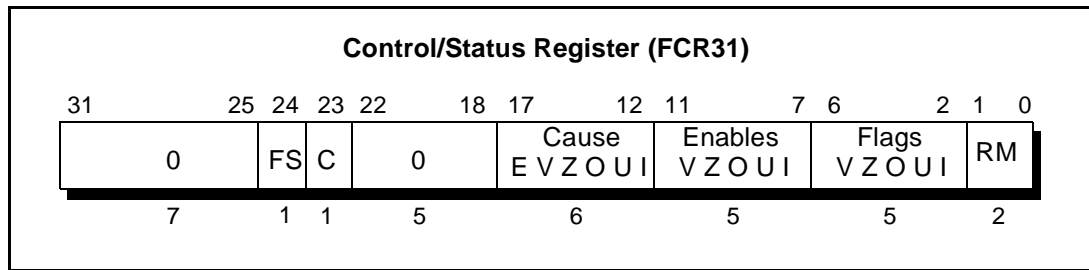 Control/Status Register (FCR31)
31 25 24 23 22 18 17 12 11 7 6 2 1 0
0 FS C 0 Cause Enables Flags RM
E V Z O U I V Z O U I V Z O U I
7 1 1 5 6 5 5 2